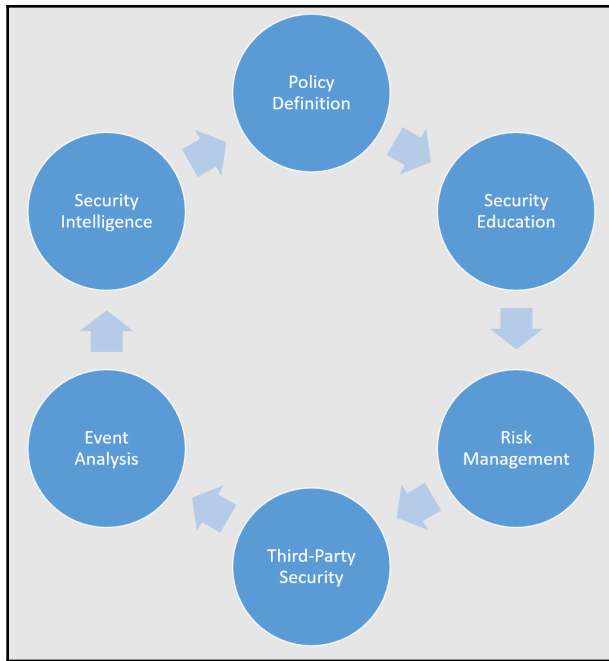 Policy
Definition
Security
Education
Risk
Management
Third-Party
Security
Event
Analysis
Security
Intelligence